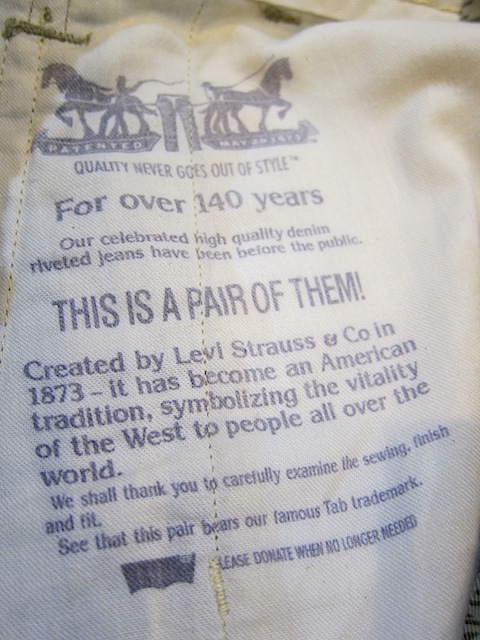 PATENTED MAY 20 1873
QUALITY NEVER GOES OUT OF STYLE™
For over 140 years
Our celebrated high quality denim
riveted jeans have been before the public.
THIS IS A PAIR OF THEM!
Created by Levi Strauss & Co in
1873 – it has become an American
tradition, symbolizing the vitality
of the West to people all over the
world.
We shall thank you to carefully examine the sewing, finish
and fit.
See that this pair bears our famous Tab trademark.
LEASE DONATE WHEN NO LONGER NEEDED